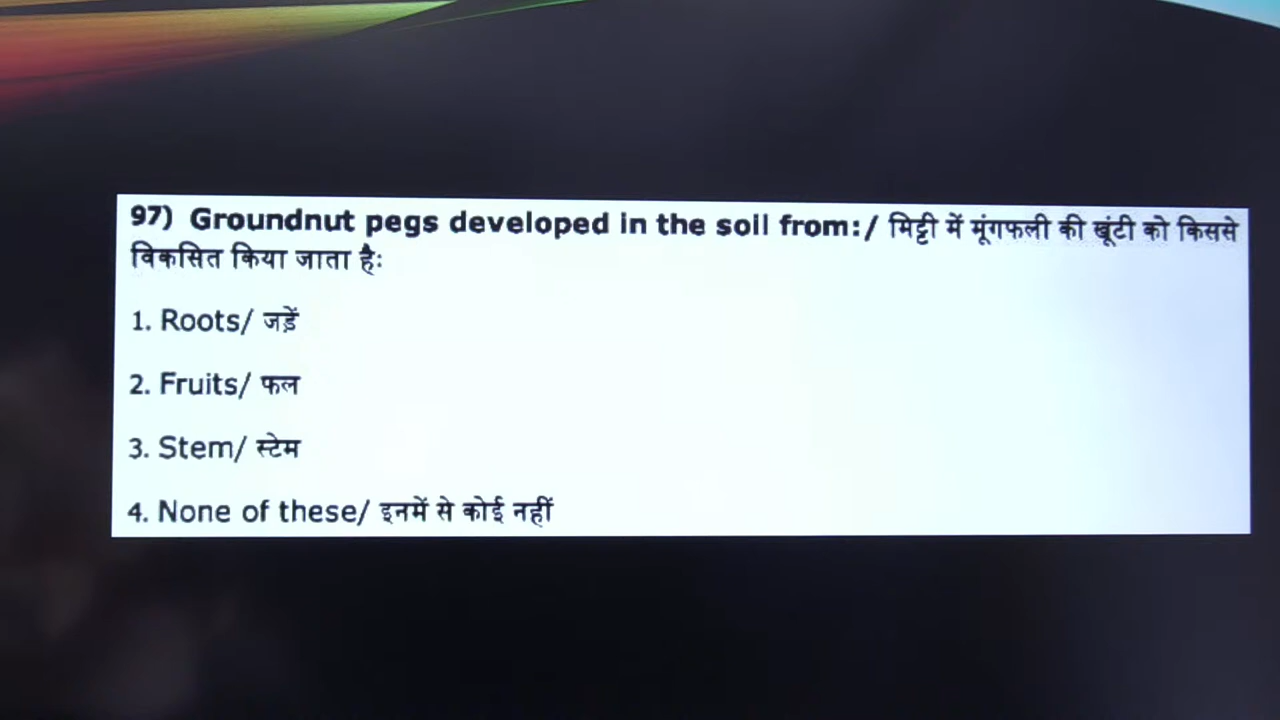 97) Groundnut pegs developed in the soil from:/ मिट्टी में मूंगफली की खूंटी को किससे
विकसित किया जाता है:
1. Roots/ जड़ें
2. Fruits/ फल
3. Stem/ स्टेम
4. None of these/ इनमें से कोई नहीं